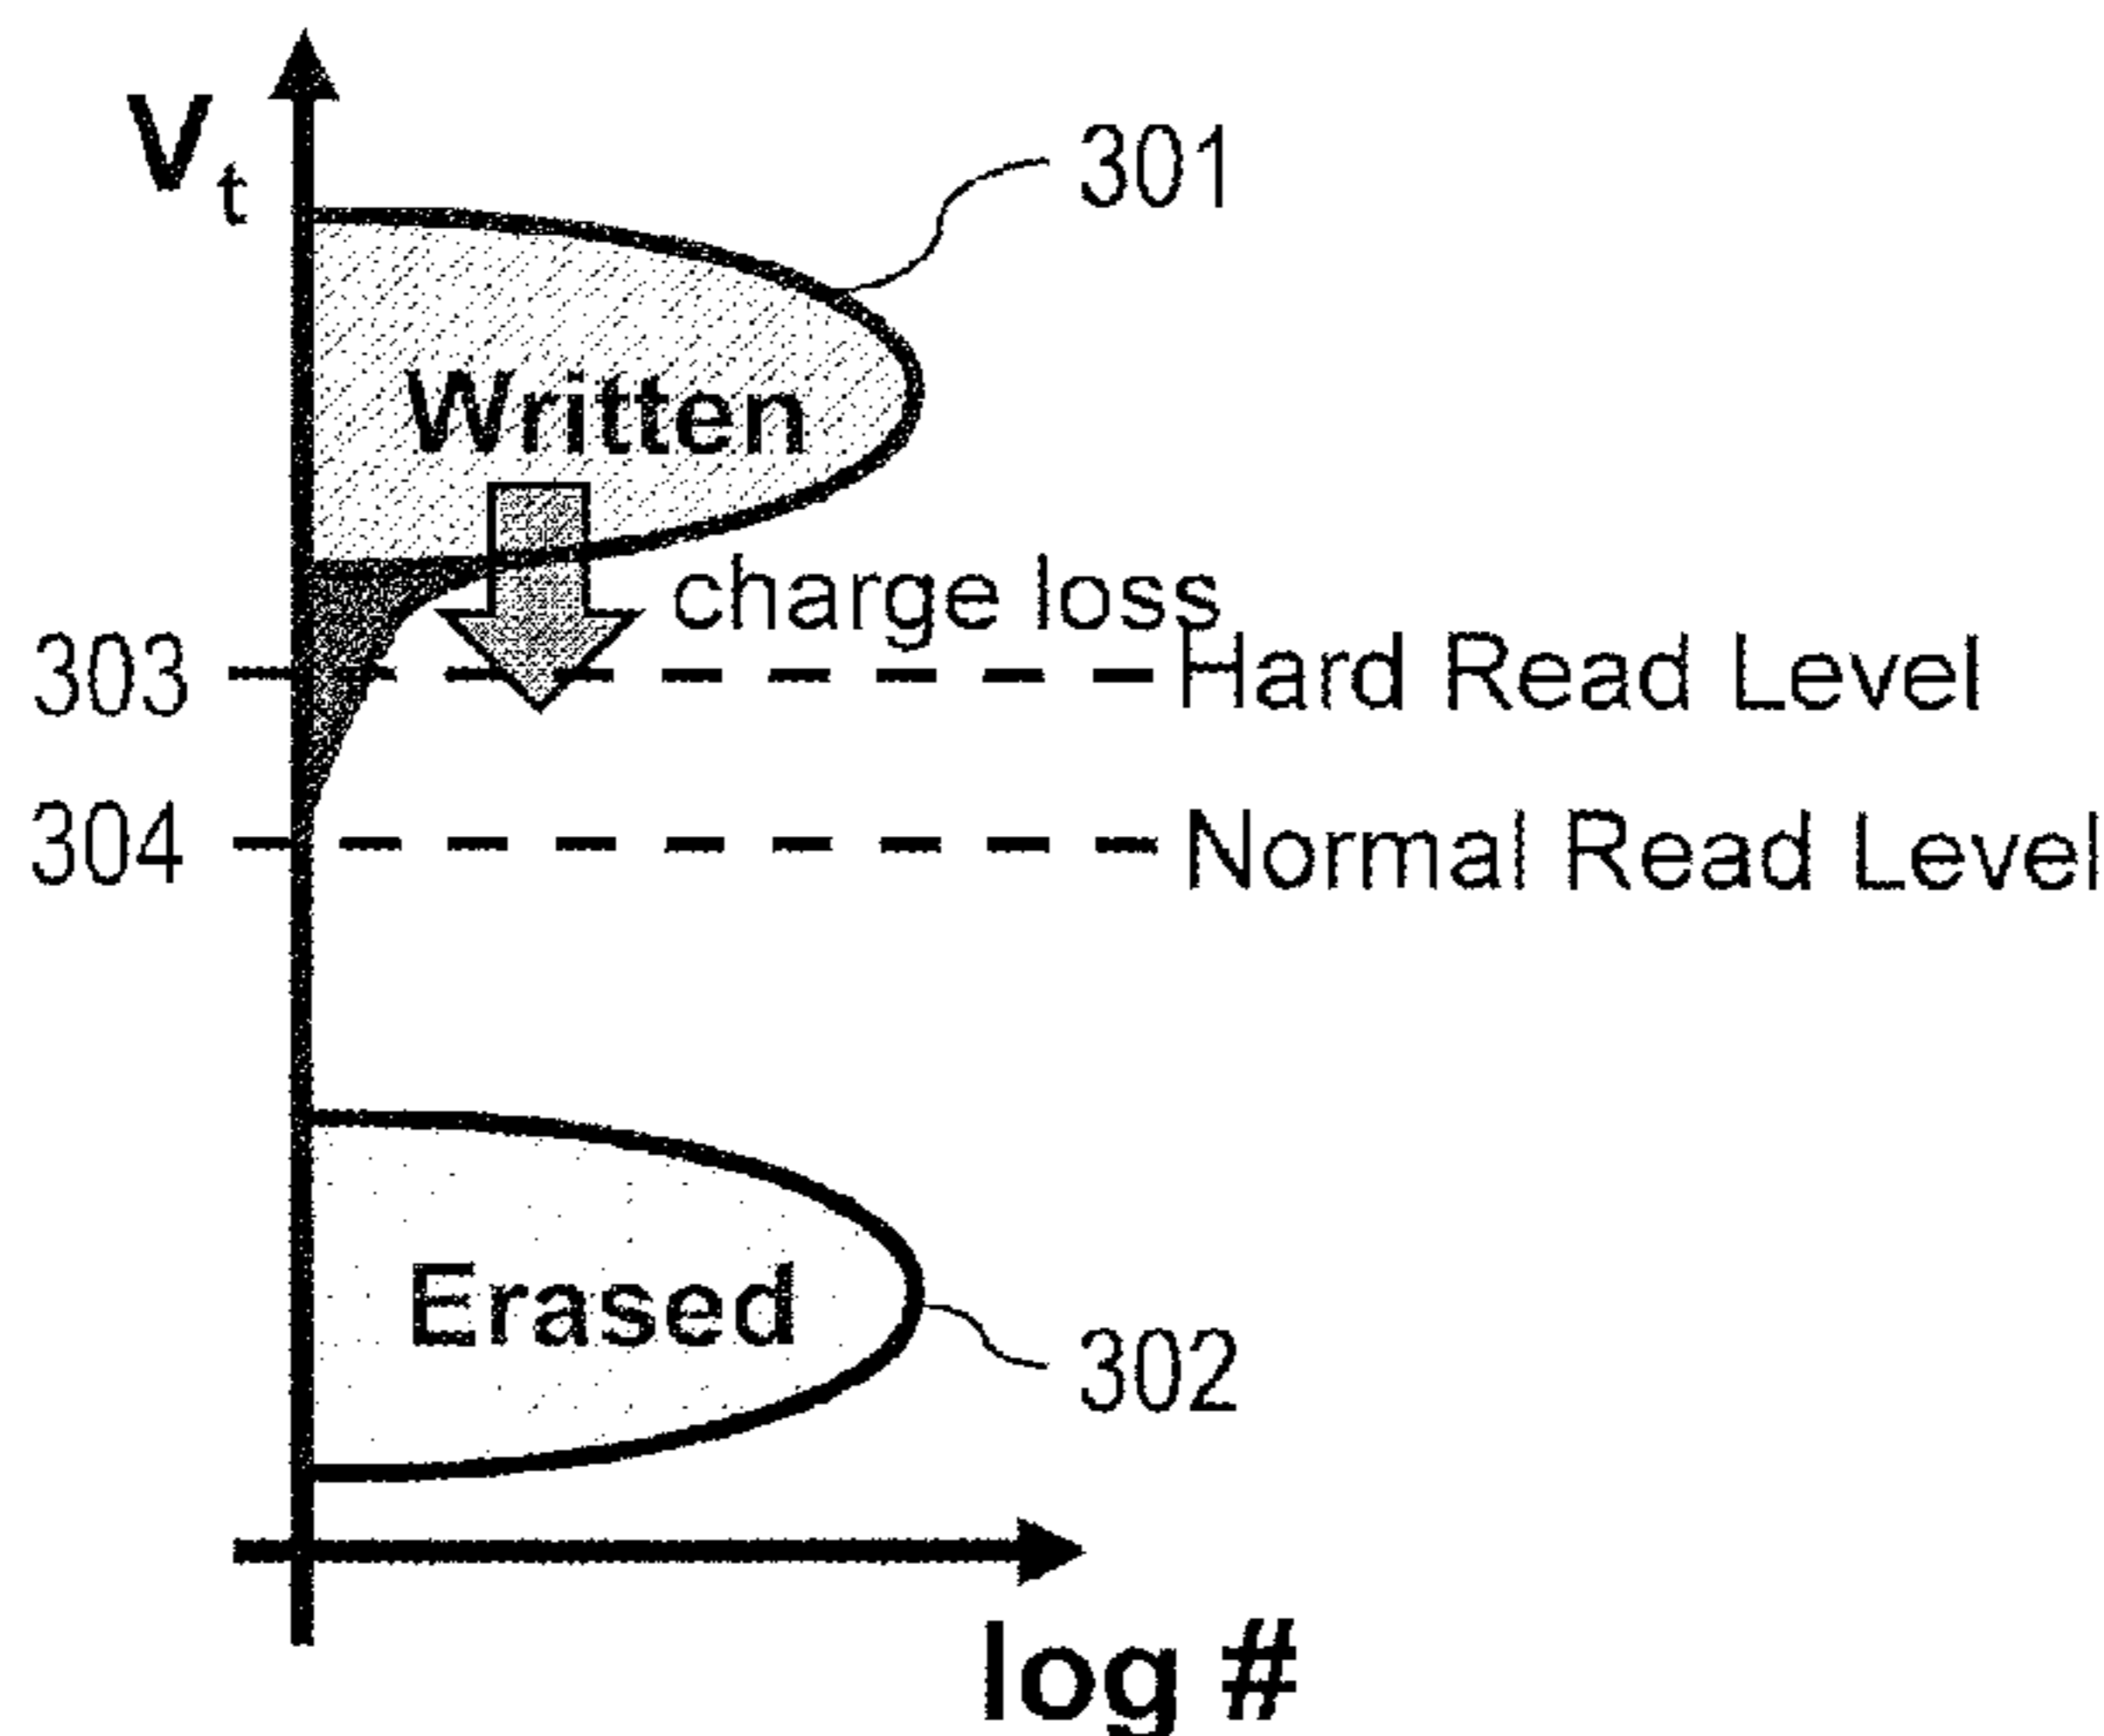 Vt
301
Written
charge loss
303
Hard Read Level
304
Normal Read Level
Erased
302
log #